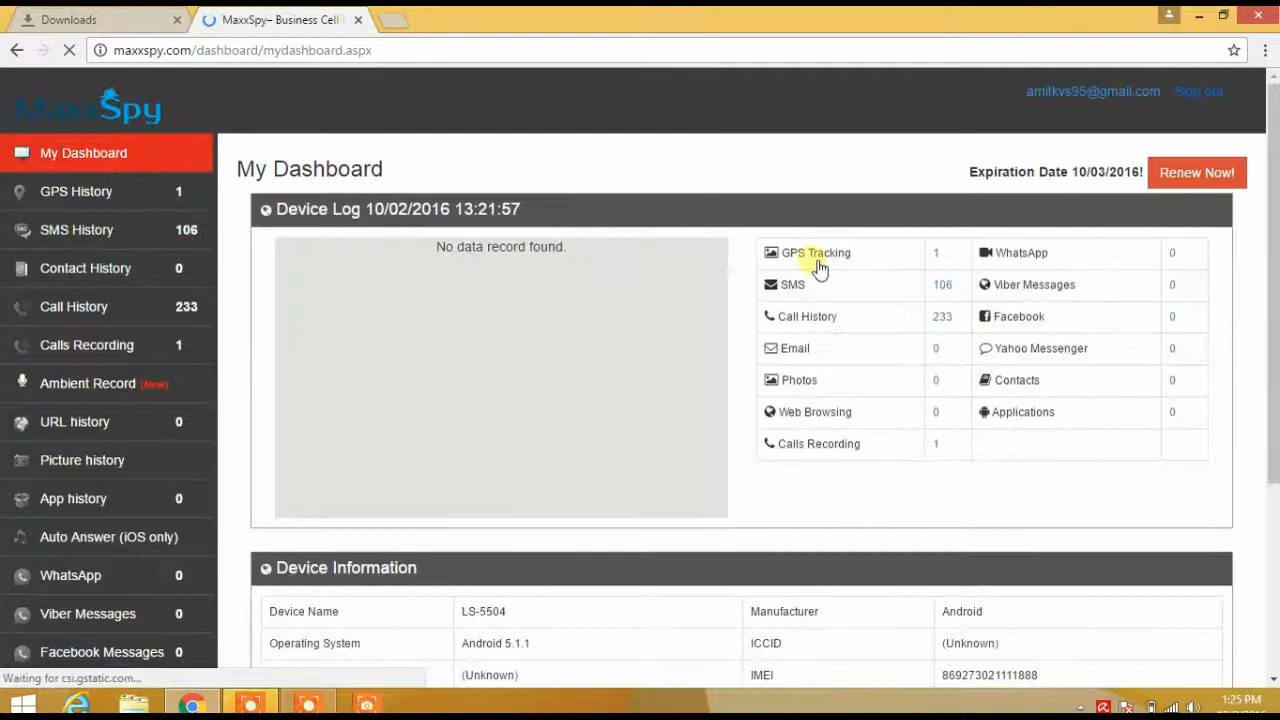 Downloads
MaxxSpy– Business Cell
maxxspy.com/dashboard/mydashboard.aspx
MaxxSpy
amitkvs95@gmail.com Sign out
My Dashboard
GPS History 1
SMS History 106
Contact History 0
Call History 233
Calls Recording 1
Ambient Record (New)
URL history 0
Picture history
App history 0
Auto Answer (iOS only)
WhatsApp 0
Viber Messages 0
Facebook Messages 0
My Dashboard
Expiration Date 10/03/2016! Renew Now!
Device Log 10/02/2016 13:21:57
No data record found.
GPS Tracking 1 WhatsApp 0
SMS 106 Viber Messages 0
Call History 233 Facebook 0
Email 0 Yahoo Messenger 0
Photos 0 Contacts 0
Web Browsing 0 Applications 0
Calls Recording 1
Device Information
Device Name LS-5504 Manufacturer Android
Operating System Android 5.1.1 ICCID (Unknown)
(Unknown) IMEI 869273021111888
Waiting for csi.gstatic.com...
1:25 PM